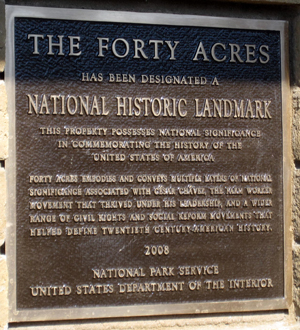 THE FORTY ACRES
HAS BEEN DESIGNATED A
NATIONAL HISTORIC LANDMARK
THIS PROPERTY POSSESSES NATIONAL SIGNIFICANCE
IN COMMEMORATING THE HISTORY OF THE
UNITED STATES OF AMERICA
FORTY ACRES EMBODIES AND CONVEYS MULTIPLE LAYERS OF NATIONAL
SIGNIFICANCE ASSOCIATED WITH CÉSAR CHÁVEZ, THE FARM WORKER
MOVEMENT THAT THRIVED UNDER HIS LEADERSHIP, AND A WIDER
RANGE OF CIVIL RIGHTS AND SOCIAL REFORM MOVEMENTS THAT
HELPED DEFINE TWENTIETH CENTURY AMERICAN HISTORY.
2008
NATIONAL PARK SERVICE
UNITED STATES DEPARTMENT OF THE INTERIOR